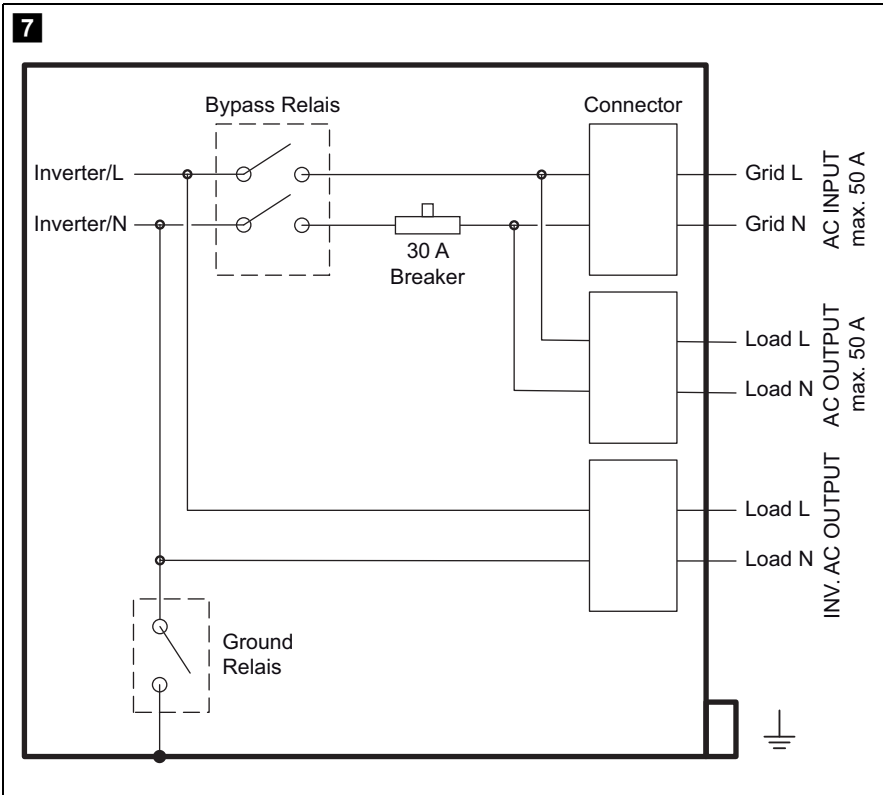 7
Bypass Relais
Connector
Inverter/L
Inverter/N
30 A
Breaker
Grid L
Grid N
AC INPUT
max. 50 A
Load L
Load N
AC OUTPUT
max. 50 A
Load L
Load N
INV. AC OUTPUT
Ground
Relais